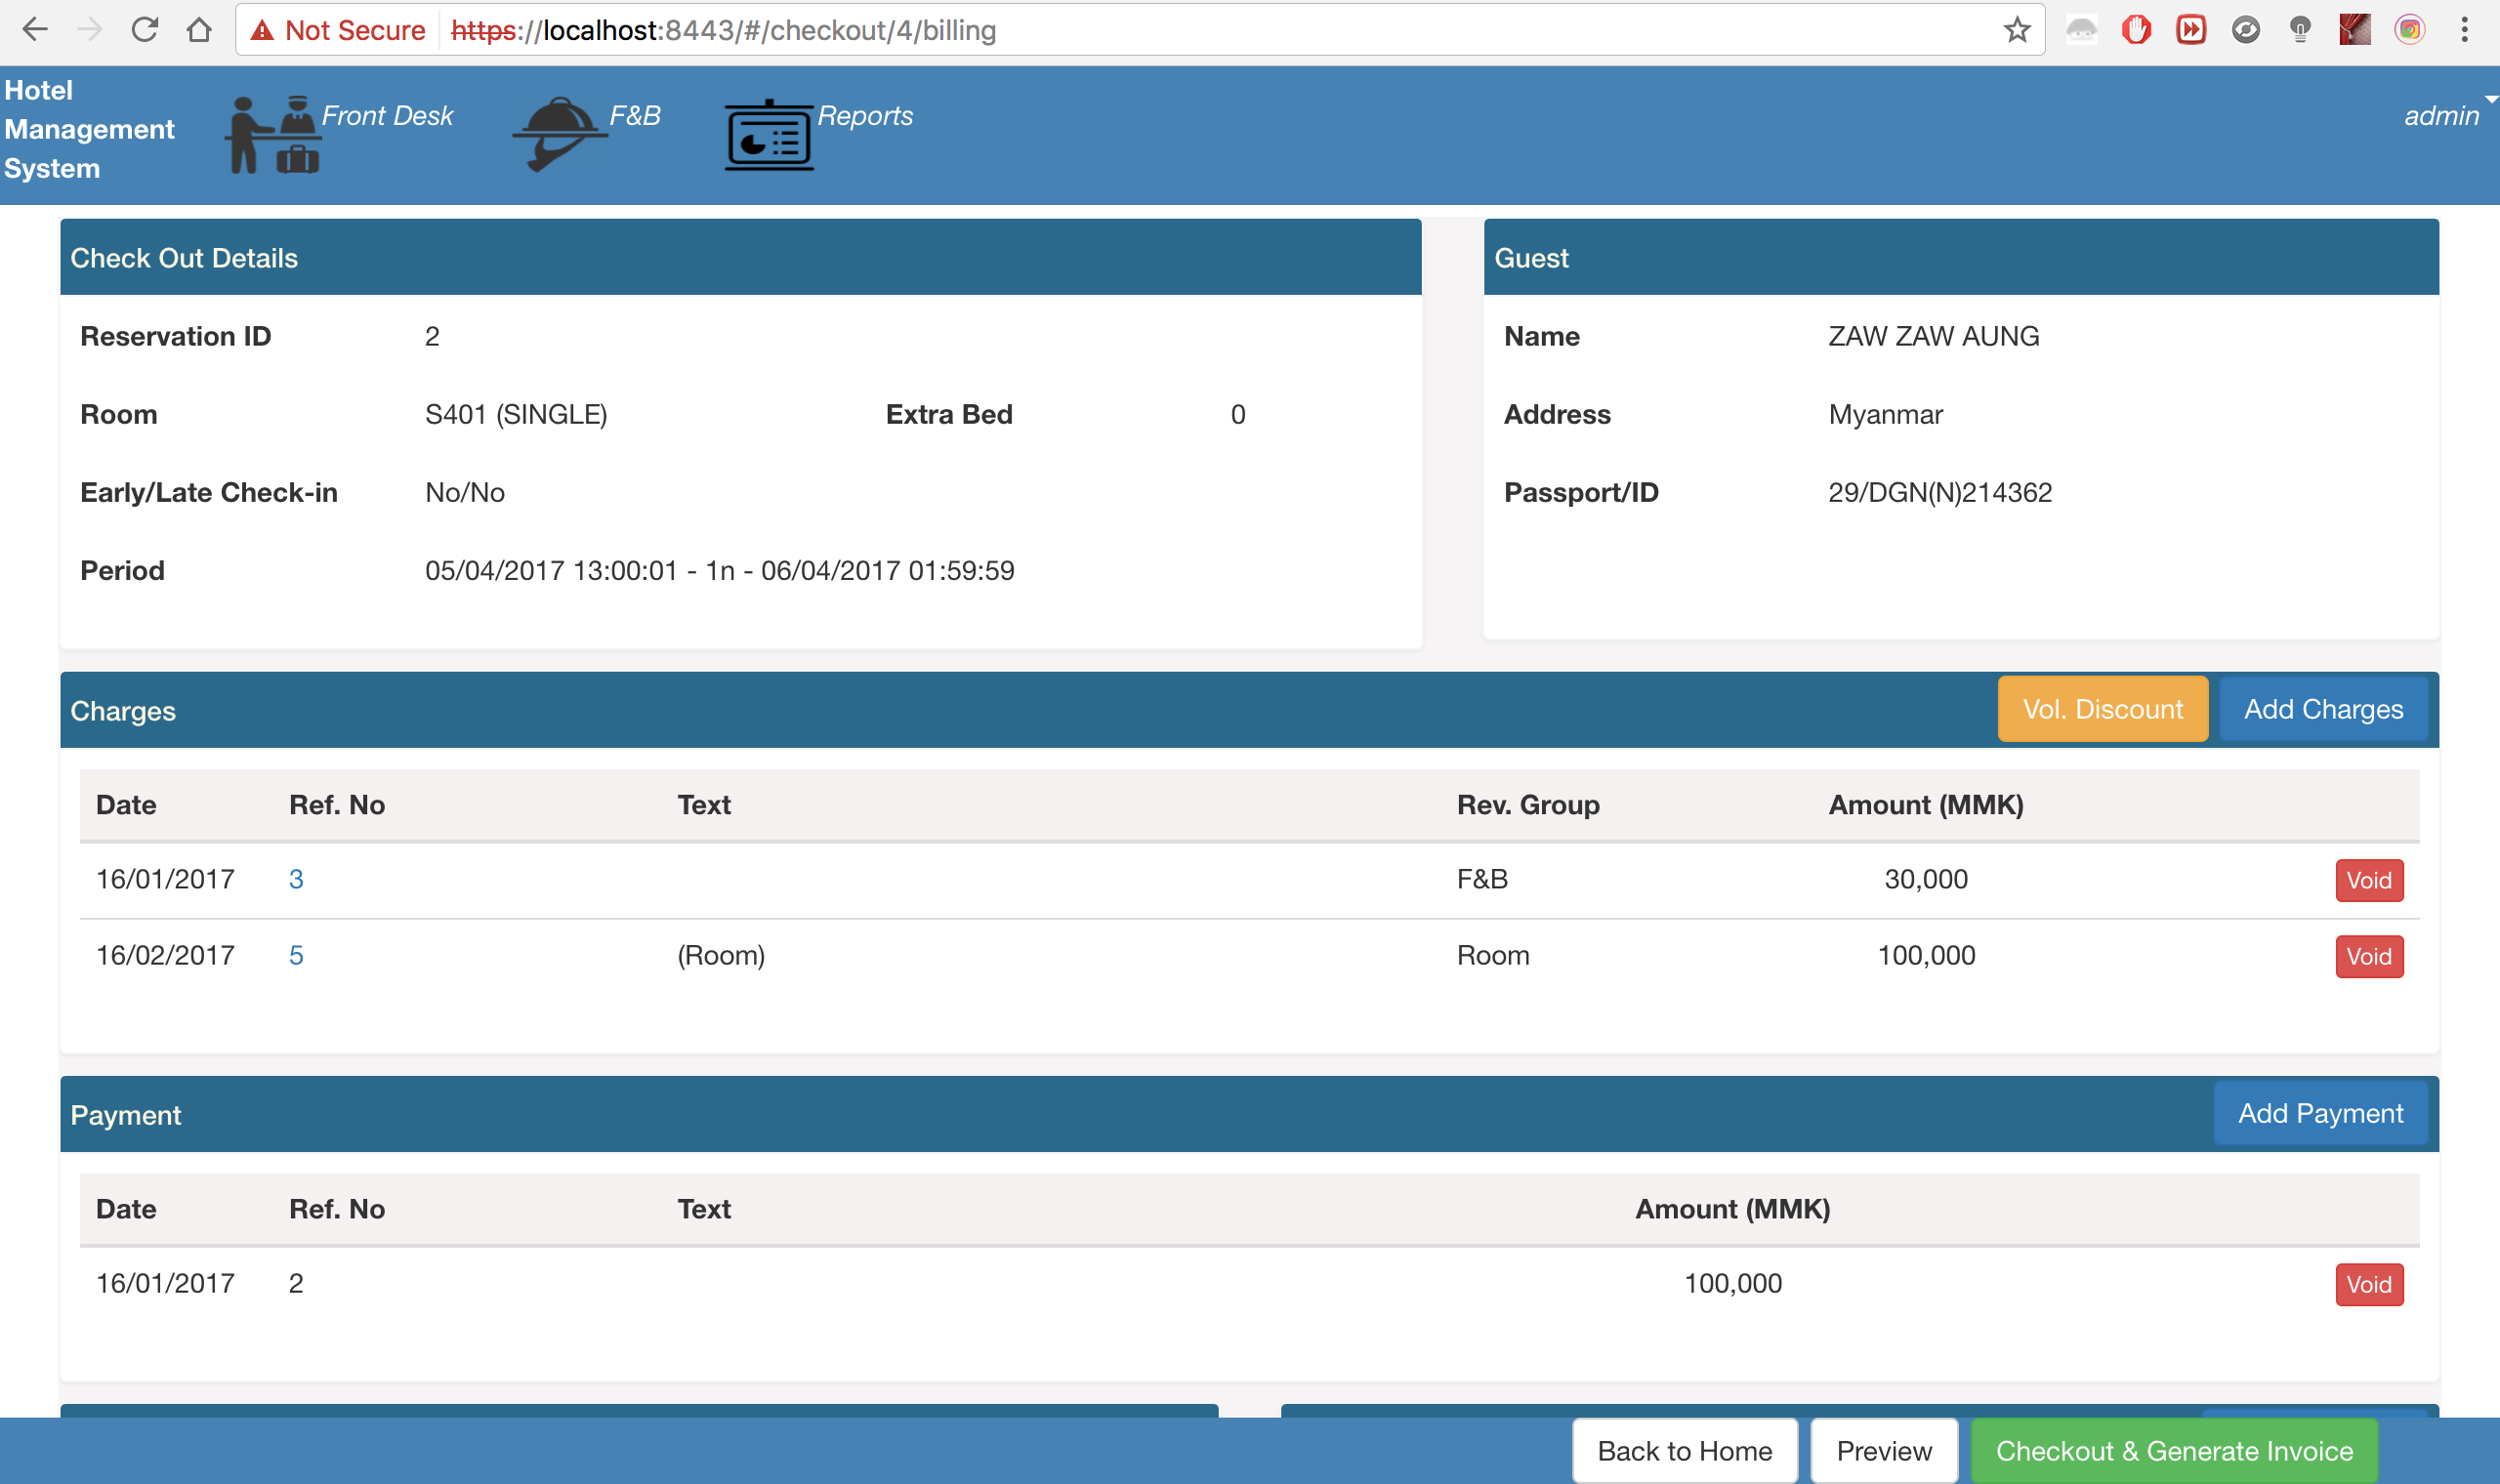 Not Secure https://localhost:8443/#/checkout/4/billing
Hotel Management System
Front Desk
F&B
Reports
admin
Check Out Details
Reservation ID 2
Room S401 (SINGLE) Extra Bed 0
Early/Late Check-in No/No
Period 05/04/2017 13:00:01 - 1n - 06/04/2017 01:59:59
Guest
Name ZAW ZAW AUNG
Address Myanmar
Passport/ID 29/DGN(N)214362
Charges Vol. Discount Add Charges
Date Ref. No Text Rev. Group Amount (MMK)
16/01/2017 3 F&B 30,000 Void
16/02/2017 5 (Room) Room 100,000 Void
Payment Add Payment
Date Ref. No Text Amount (MMK)
16/01/2017 2 100,000 Void
Back to Home Preview Checkout & Generate Invoice